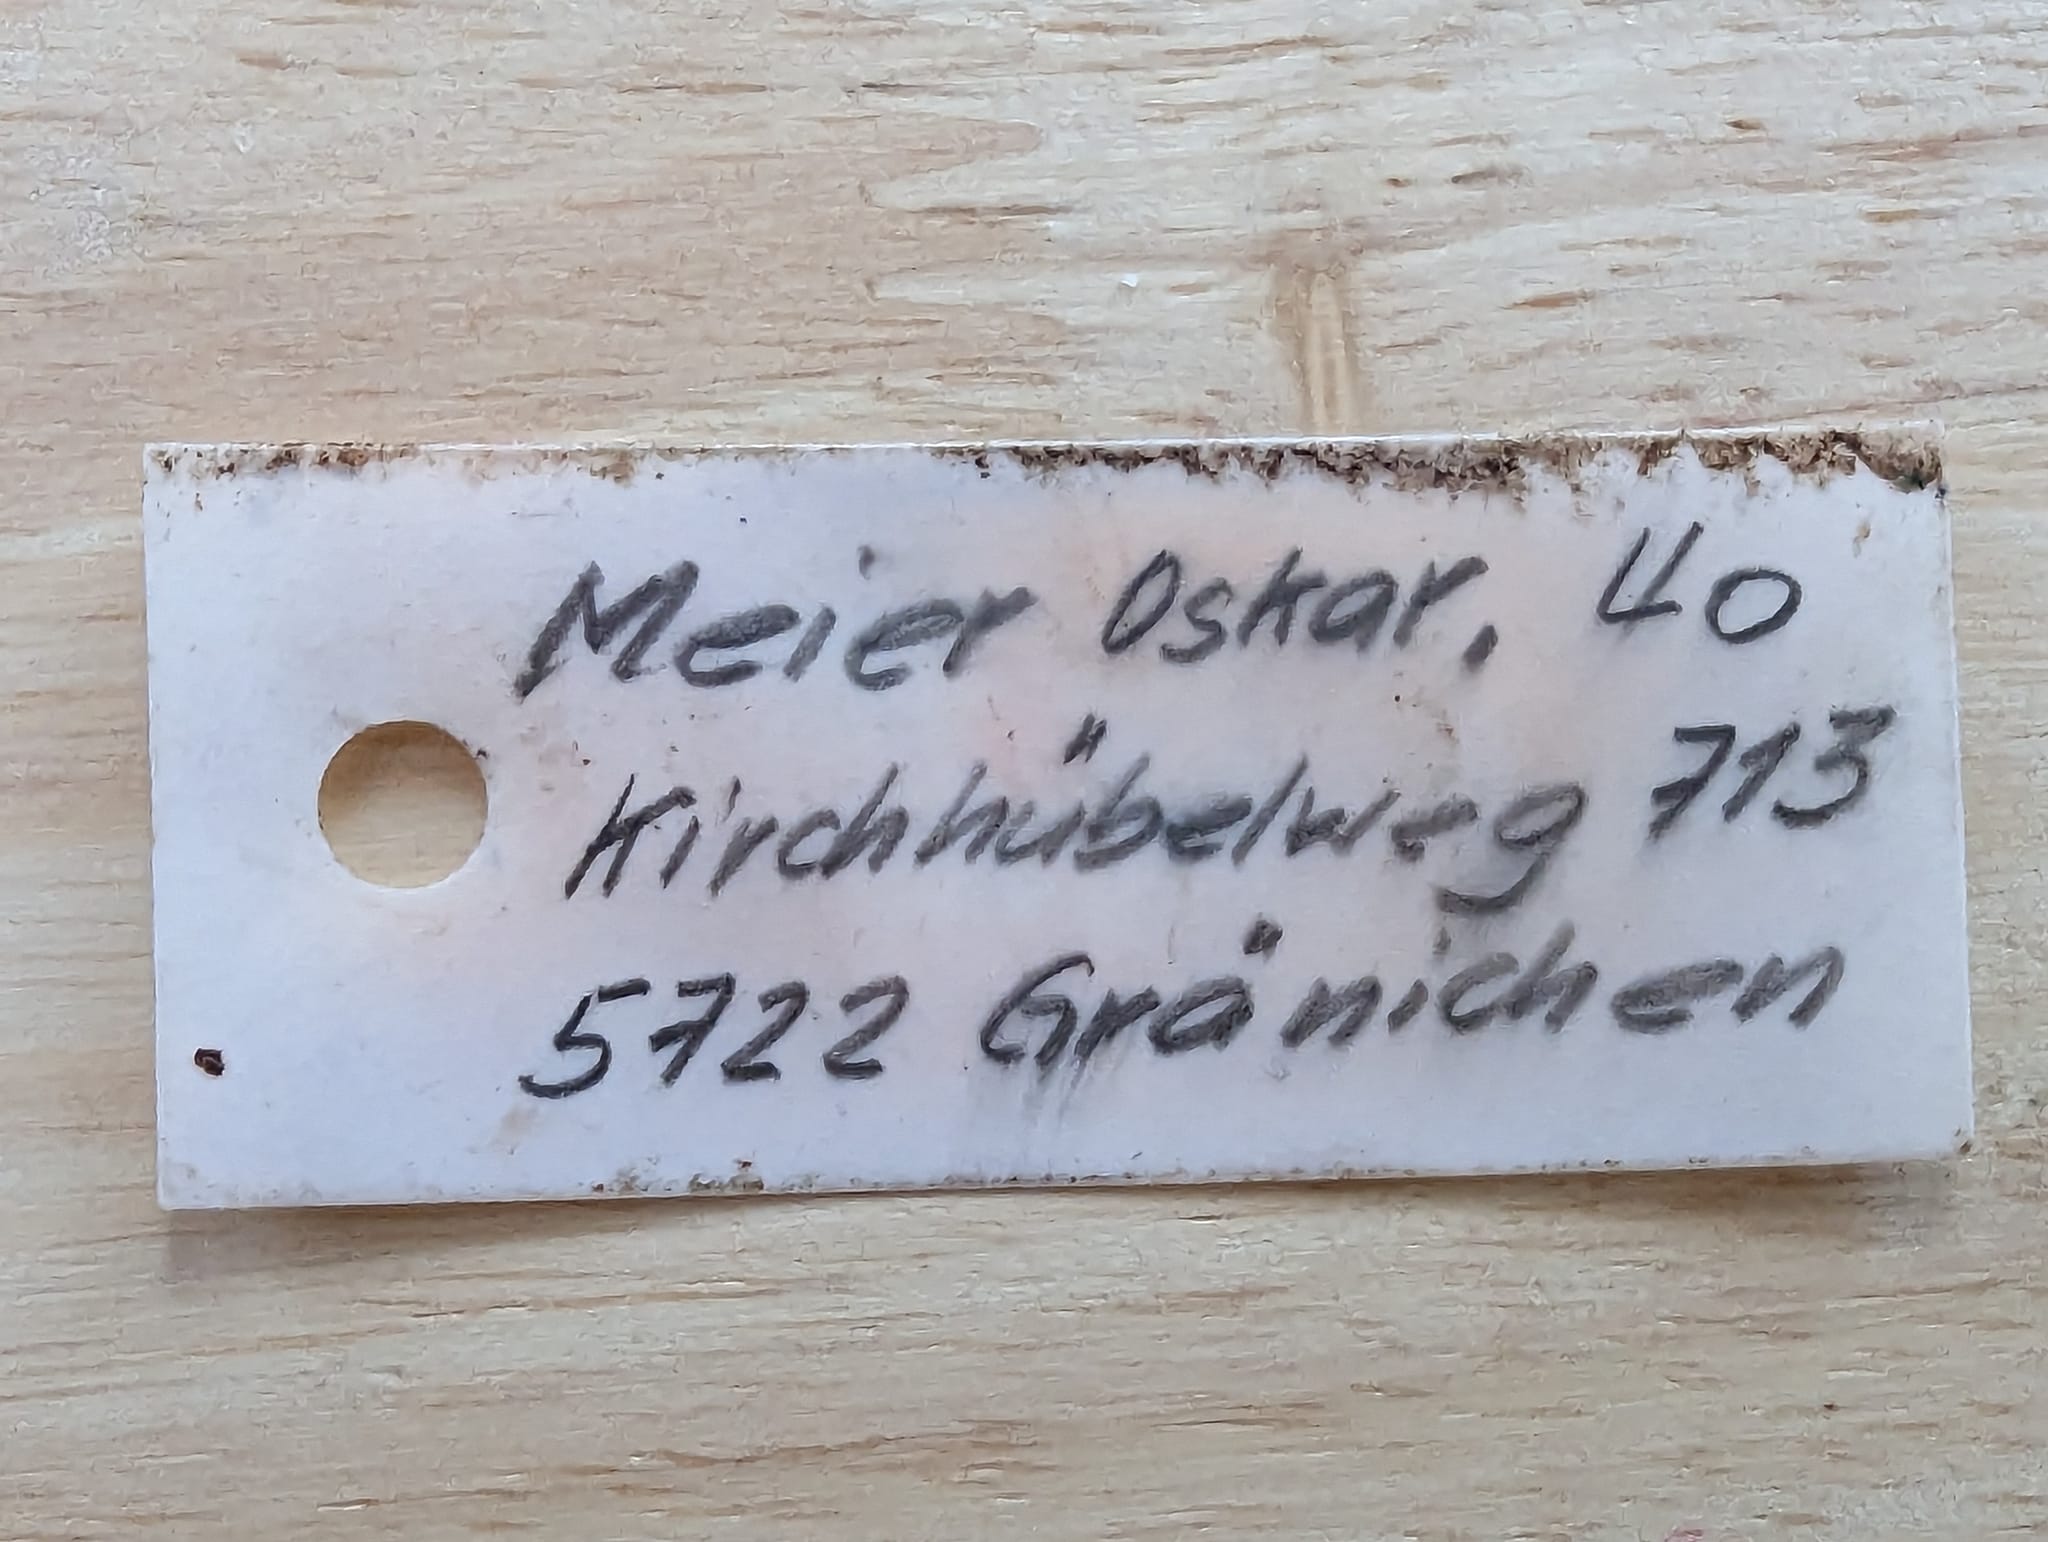 Meier Oskar, 40
Kirchhübelweg 713
5722 Gränichen